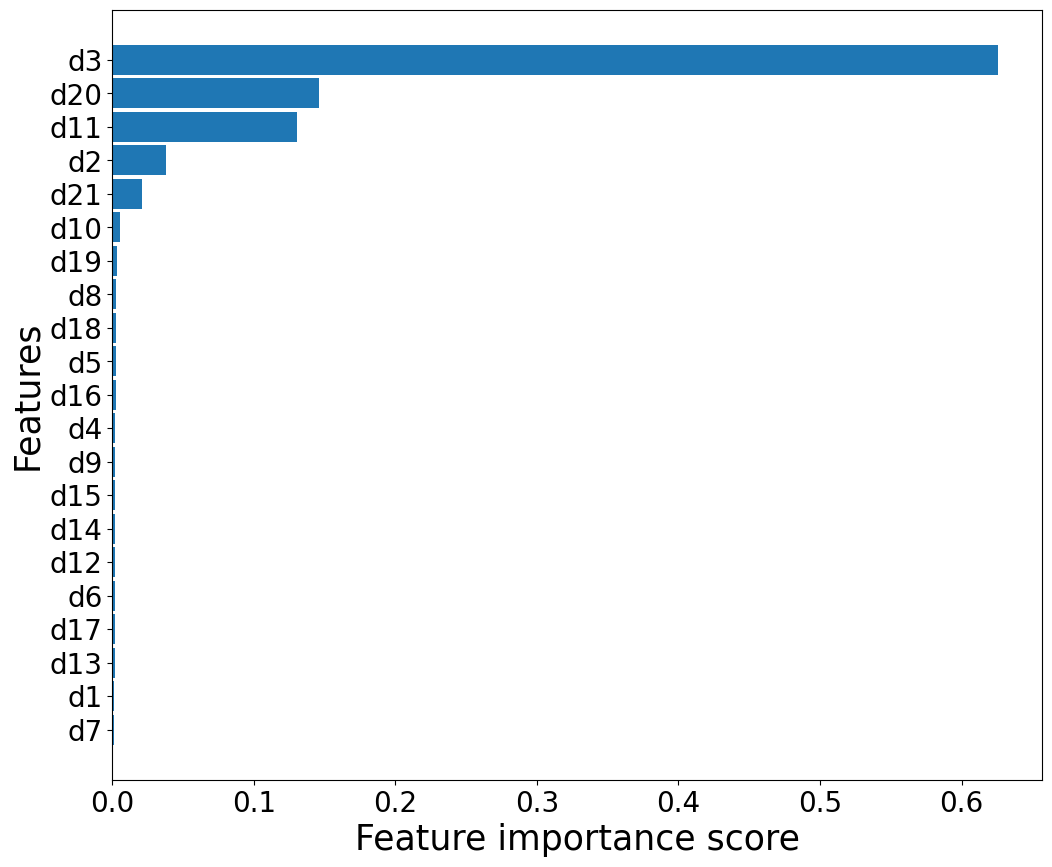 d3
d20
d11
d2
d21
d10
d19
d8
d18
d5
d16
d4
d9
d15
d14
d12
d6
d17
d13
d1
d7
Features
0.0 0.1 0.2 0.3 0.4 0.5 0.6
Feature importance score